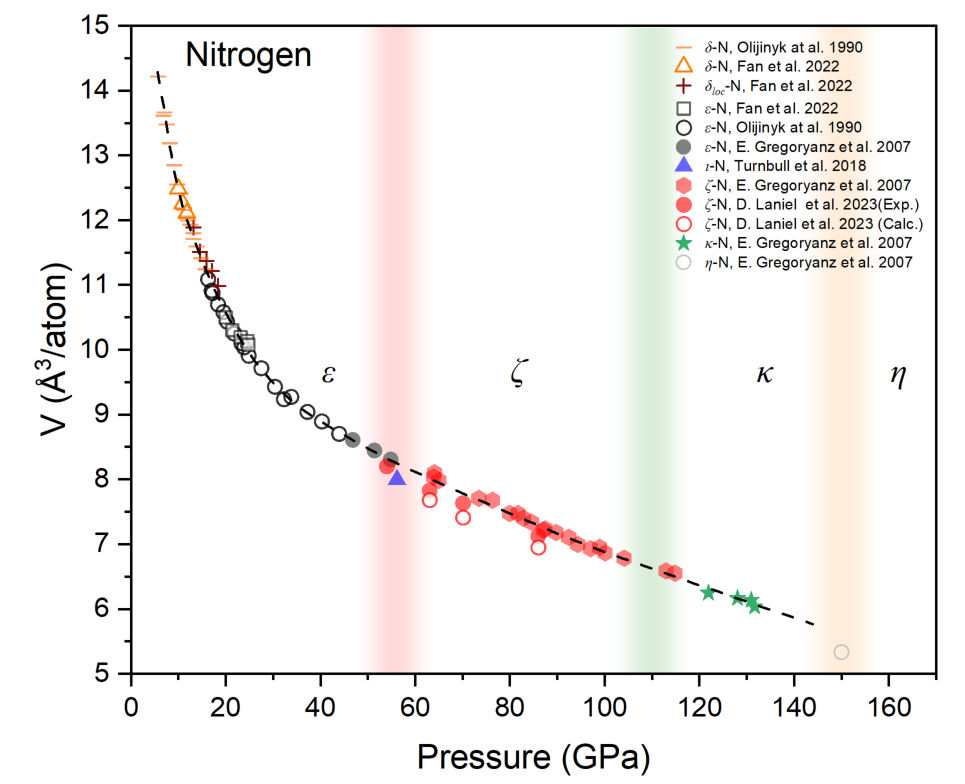 Nitrogen
δ-N, Olijinyk at al. 1990
δ-N, Fan et al. 2022
δloc-N, Fan et al. 2022
ε-N, Fan et al. 2022
ε-N, Olijinyk at al. 1990
ε-N, E. Gregoryanz et al. 2007
ι-N, Turnbull et al. 2018
ζ-N, E. Gregoryanz et al. 2007
ζ-N, D. Laniel et al. 2023(Exp.)
ζ-N, D. Laniel et al. 2023 (Calc.)
κ-N, E. Gregoryanz et al. 2007
η-N, E. Gregoryanz et al. 2007
ε ζ κ η
15
14
13
12
11
10
9
8
7
6
5
V (Å³/atom)
0 20 40 60 80 100 120 140 160
Pressure (GPa)